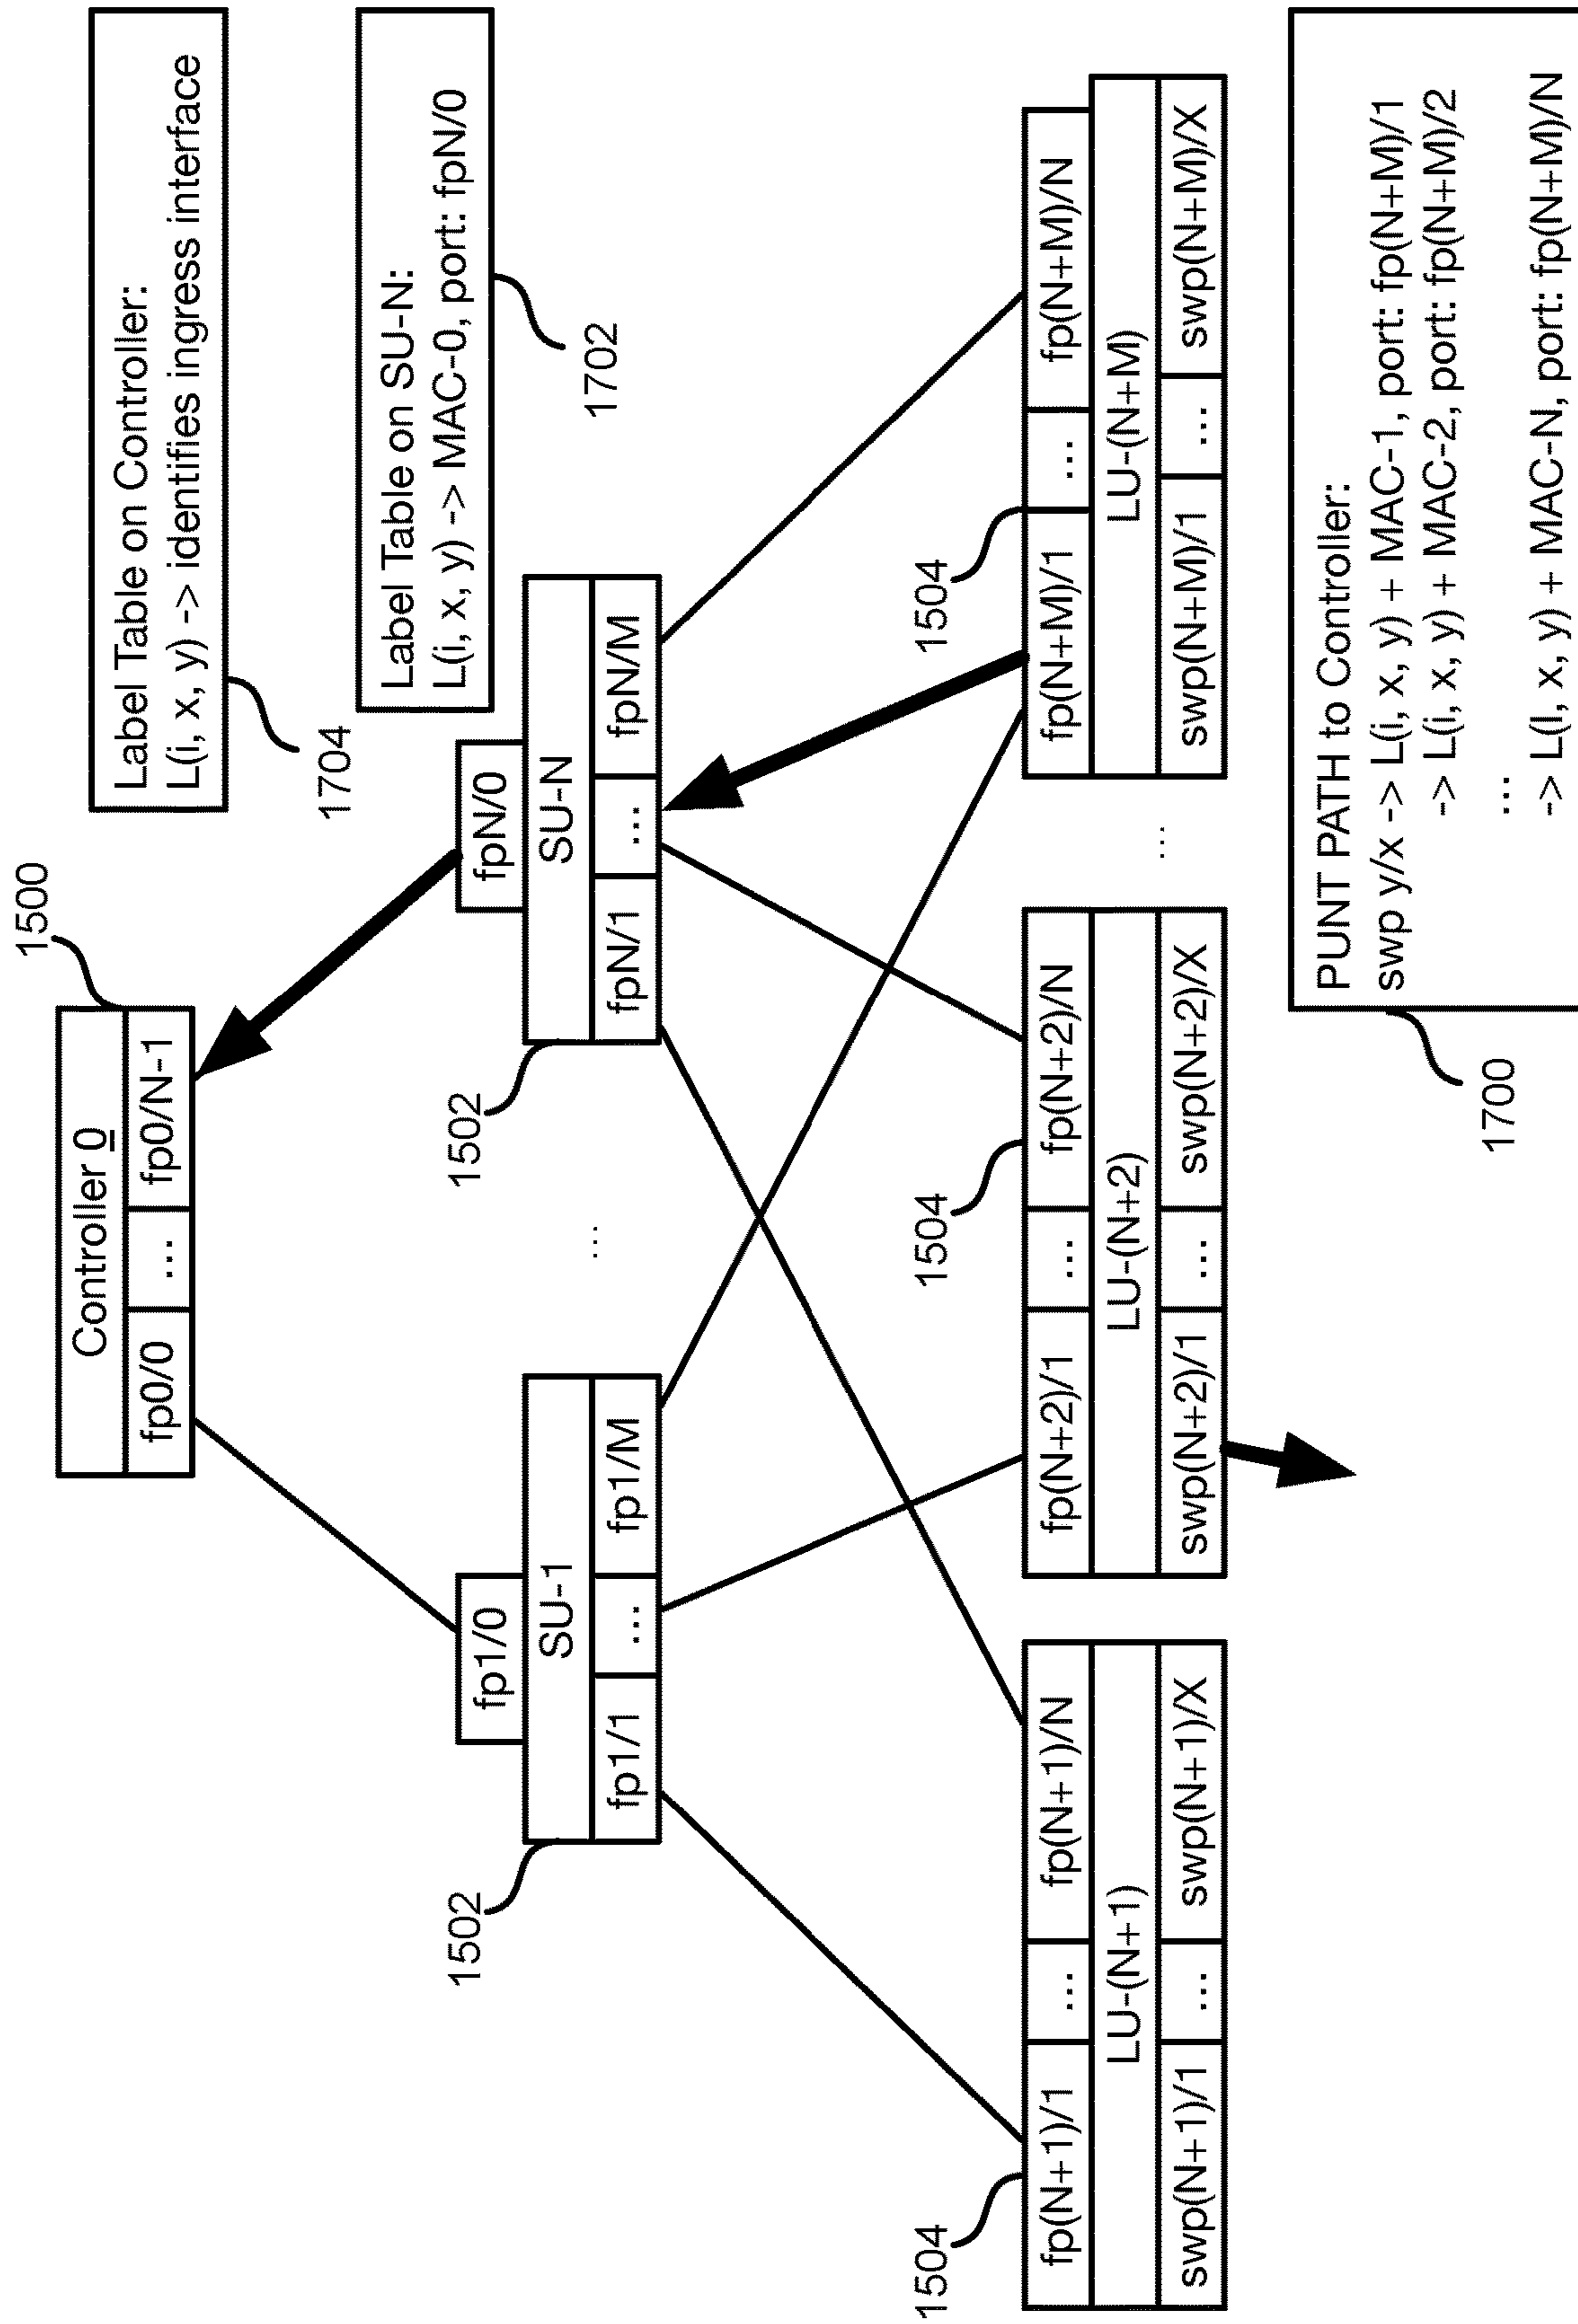 1500
Controller 0
fp0/0 ... fp0/N-1
Label Table on Controller:
L(i, x, y) -> identifies ingress interface
1704
Label Table on SU-N:
L(i, x, y) -> MAC-0, port: fpN/0
1702
1502
fp1/0
SU-1
fp1/1 ... fp1/M
...
1502
fpN/0
SU-N
fpN/1 ... fpN/M
1504
fp(N+1)/1 ... fp(N+1)/N
LU-(N+1)
swp(N+1)/1 ... swp(N+1)/X
1504
fp(N+2)/1 ... fp(N+2)/N
LU-(N+2)
swp(N+2)/1 ... swp(N+2)/X
...
1504
fp(N+M)/1 ... fp(N+M)/N
LU-(N+M)
swp(N+M)/1 ... swp(N+M)/X
1700
PUNT PATH to Controller:
swp y/x -> L(i, x, y) + MAC-1, port: fp(N+M)/1
-> L(i, x, y) + MAC-2, port: fp(N+M)/2
...
-> L(I, x, y) + MAC-N, port: fp(N+M)/N